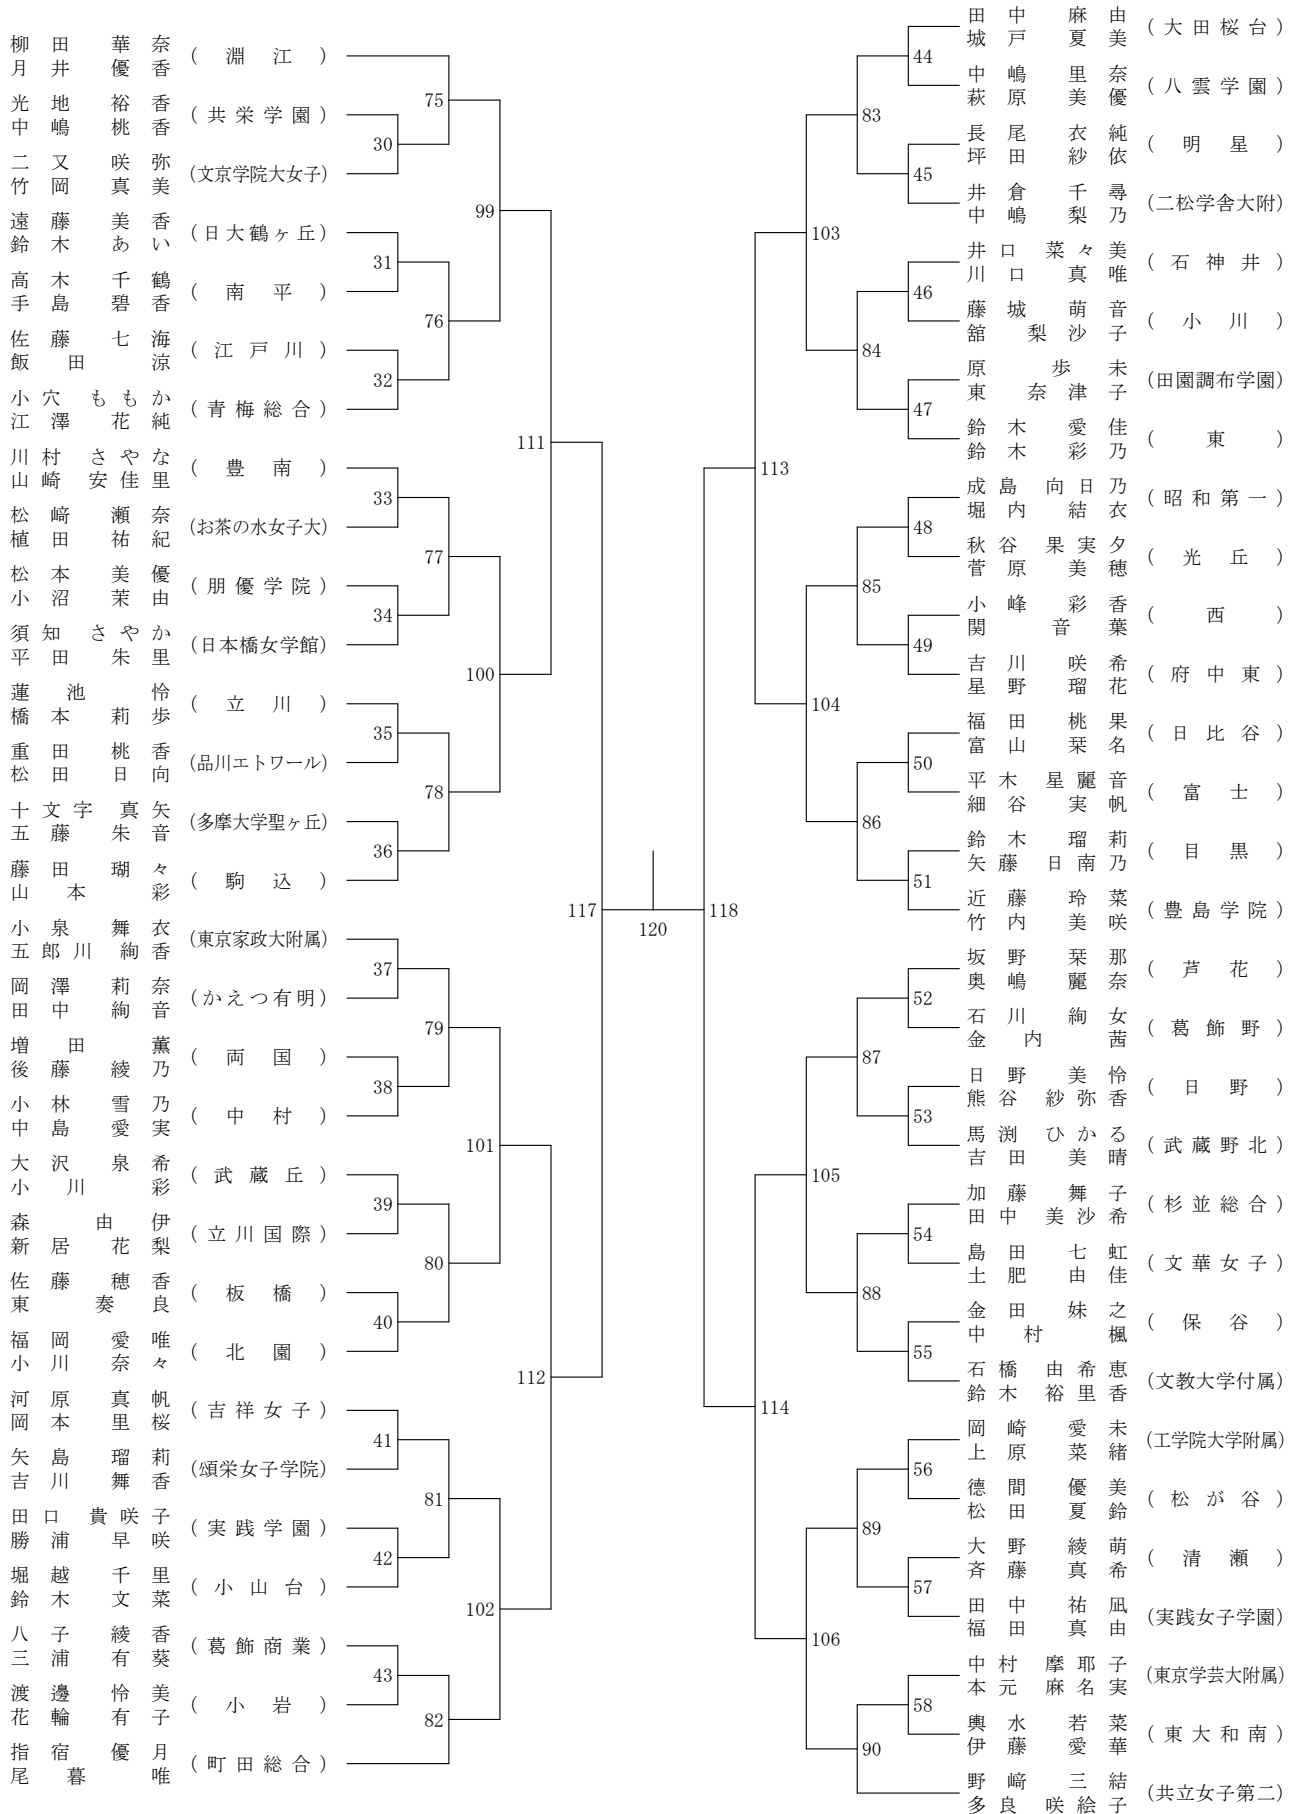 柳田 華奈
月井 優香
(淵江)
光地 裕香
中嶋 桃香
(共栄学園)
二又 咲弥
竹岡 真美
(文京学院大女子)
遠藤 美香
鈴木 あい
(日大鶴ヶ丘)
高木 千鶴
手島 碧香
(南平)
佐藤 七海
飯田 涼
(江戸川)
小穴 ももか
江澤 花純
(青梅総合)
川村 さやな
山崎 安佳里
(豊南)
松﨑 瀬奈
植田 祐紀
(お茶の水女子大)
松本 美優
小沼 茉由
(朋優学院)
須知 さやか
平田 朱里
(日本橋女学館)
蓮池 怜
橋本 莉歩
(立川)
重田 桃香
松田 日向
(品川エトワール)
十文字 真矢
五藤 朱音
(多摩大学聖ヶ丘)
藤田 瑚々
山本 彩
(駒込)
小泉 舞衣
五郎川 絢香
(東京家政大附属)
岡澤 莉奈
田中 絢音
(かえつ有明)
増田 薫
後藤 綾乃
(両国)
小林 雪乃
中島 愛実
(中村)
大沢 泉希
小川 彩
(武蔵丘)
森 由伊
新居 花梨
(立川国際)
佐藤 穂香
東 奏良
(板橋)
福岡 愛唯
小川 奈々
(北園)
河原 真帆
岡本 里桜
(吉祥女子)
矢島 瑠莉
吉川 舞香
(頌栄女子学院)
田口 貴咲子
勝浦 早咲
(実践学園)
堀越 千里
鈴木 文菜
(小山台)
八子 綾香
三浦 有葵
(葛飾商業)
渡邊 怜美
花輪 有子
(小岩)
指宿 優月
尾暮 唯
(町田総合)
30
31
32
33
34
35
36
37
38
39
40
41
42
43
75
76
77
78
79
80
81
82
99
100
101
102
111
112
117
120
118
113
114
103
104
105
106
83
84
85
86
87
88
89
90
44
45
46
47
48
49
50
51
52
53
54
55
56
57
58
田中 麻由
城戸 夏美
(大田桜台)
中嶋 里奈
萩原 美優
(八雲学園)
長尾 衣純
坪田 紗依
(明星)
井倉 千尋
中嶋 梨乃
(二松学舎大附)
井口 菜々美
川口 真唯
(石神井)
藤城 萌音
舘 梨沙子
(小川)
原 歩未
東 奈津子
(田園調布学園)
鈴木 愛佳
鈴木 彩乃
(東)
成島 向日乃
堀内 結衣
(昭和第一)
秋谷 果実夕
菅原 美穂
(光丘)
小峰 彩香
関 音葉
(西)
吉川 咲希
星野 瑠花
(府中東)
福田 桃果
富山 栞名
(日比谷)
平木 星麗音
細谷 実帆
(富士)
鈴木 瑠莉
矢藤 日南乃
(目黒)
近藤 玲菜
竹内 美咲
(豊島学院)
坂野 栞那
奥嶋 麗奈
(芦花)
石川 絢女
金内 茜
(葛飾野)
日野 美怜
熊谷 紗弥香
(日野)
馬渕 ひかる
吉田 美晴
(武蔵野北)
加藤 舞子
田中 美沙希
(杉並総合)
島田 七虹
土肥 由佳
(文華女子)
金田 妹之
中村 楓
(保谷)
石橋 由希恵
鈴木 裕里香
(文教大学付属)
岡崎 愛未
上原 菜緒
(工学院大学附属)
德間 優美
松田 夏鈴
(松が谷)
大野 綾萌
斉藤 真希
(清瀬)
田中 祐凪
福田 真由
(実践女子学園)
中村 摩耶子
本元 麻名実
(東京学芸大附属)
輿水 若菜
伊藤 愛華
(東大和南)
野﨑 三結
多良 咲絵子
(共立女子第二)